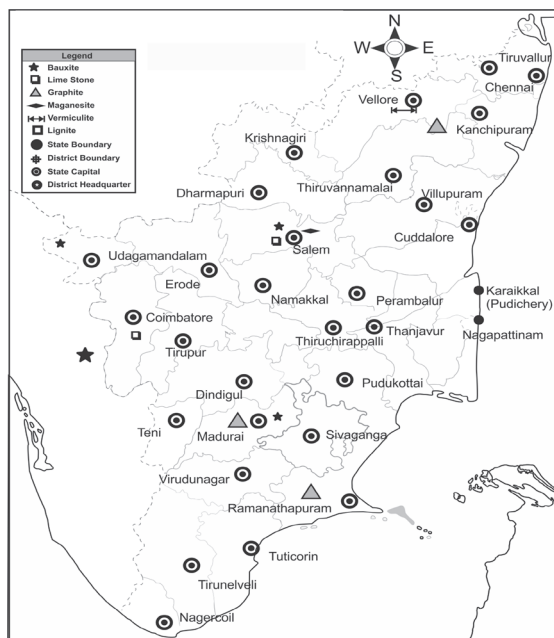 N
W E
S
Legend
Bauxite
Lime Stone
Graphite
Maganesite
Vermiculite
Lignite
State Boundary
District Boundary
State Capital
District Headquarter
Tiruvallur
Chennai
Vellore
Kanchipuram
Krishnagiri
Thiruvannamalai
Dharmapuri
Villupuram
Salem
Cuddalore
Udagamandalam
Erode
Namakkal
Perambalur
Karaikkal
(Pudichery)
Coimbatore
Thiruchirappalli
Thanjavur
Nagapattinam
Tirupur
Dindigul
Pudukottai
Teni
Madurai
Sivaganga
Virudunagar
Ramanathapuram
Tuticorin
Tirunelveli
Nagercoil